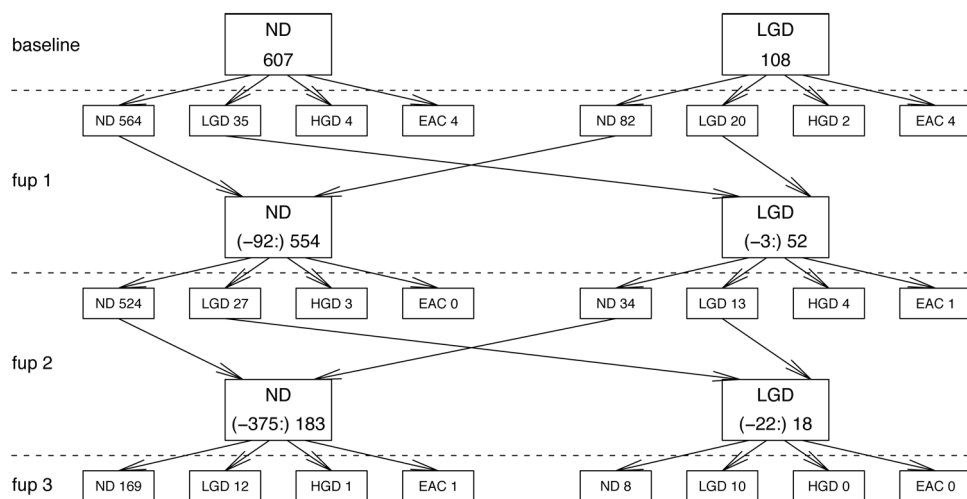 baseline
ND
607
LGD
108
ND 564
LGD 35
HGD 4
EAC 4
ND 82
LGD 20
HGD 2
EAC 4
fup 1
ND
(−92:) 554
LGD
(−3:) 52
ND 524
LGD 27
HGD 3
EAC 0
ND 34
LGD 13
HGD 4
EAC 1
fup 2
ND
(−375:) 183
LGD
(−22:) 18
fup 3
ND 169
LGD 12
HGD 1
EAC 1
ND 8
LGD 10
HGD 0
EAC 0